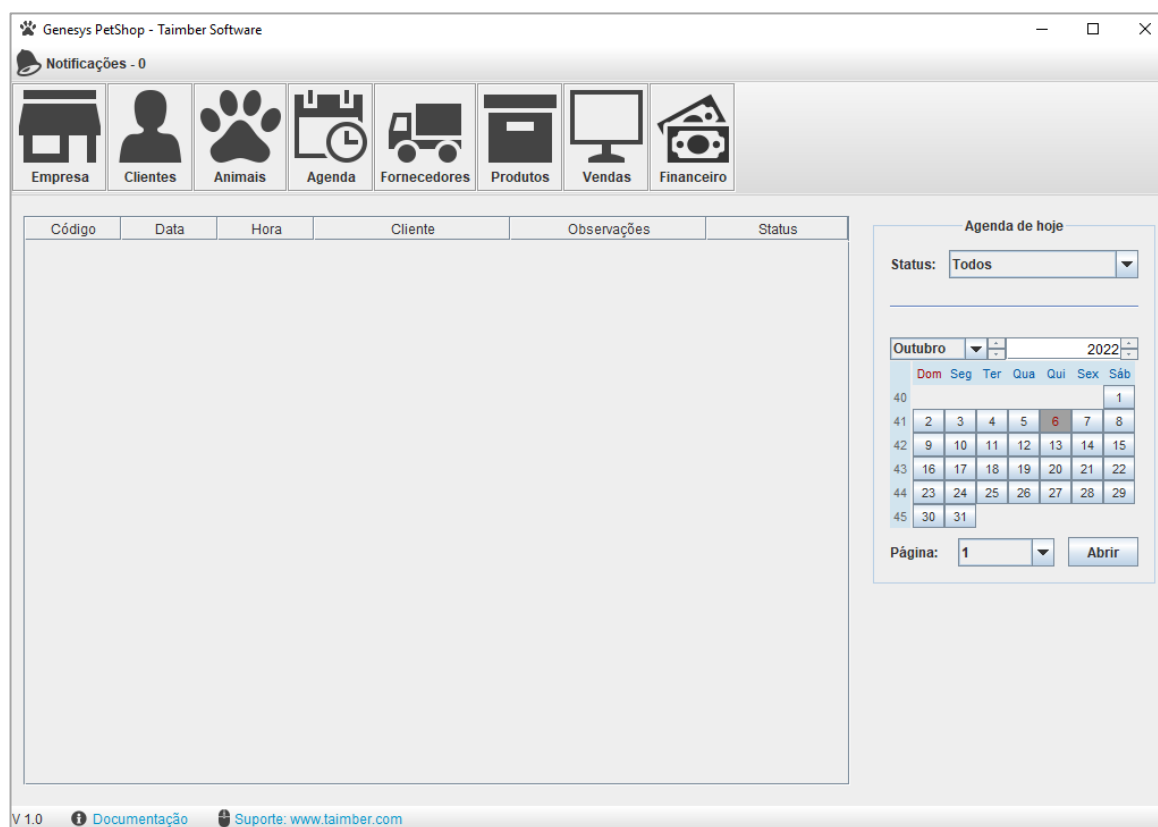 Genesys PetShop - Taimber Software
Notificações - 0
Empresa Clientes Animais Agenda Fornecedores Produtos Vendas Financeiro
Código Data Hora Cliente Observações Status
Agenda de hoje
Status: Todos
Outubro 2022
Dom Seg Ter Qua Qui Sex Sáb
40 1
41 2 3 4 5 6 7 8
42 9 10 11 12 13 14 15
43 16 17 18 19 20 21 22
44 23 24 25 26 27 28 29
45 30 31
Página: 1 Abrir
V 1.0 Documentação Suporte: www.taimber.com